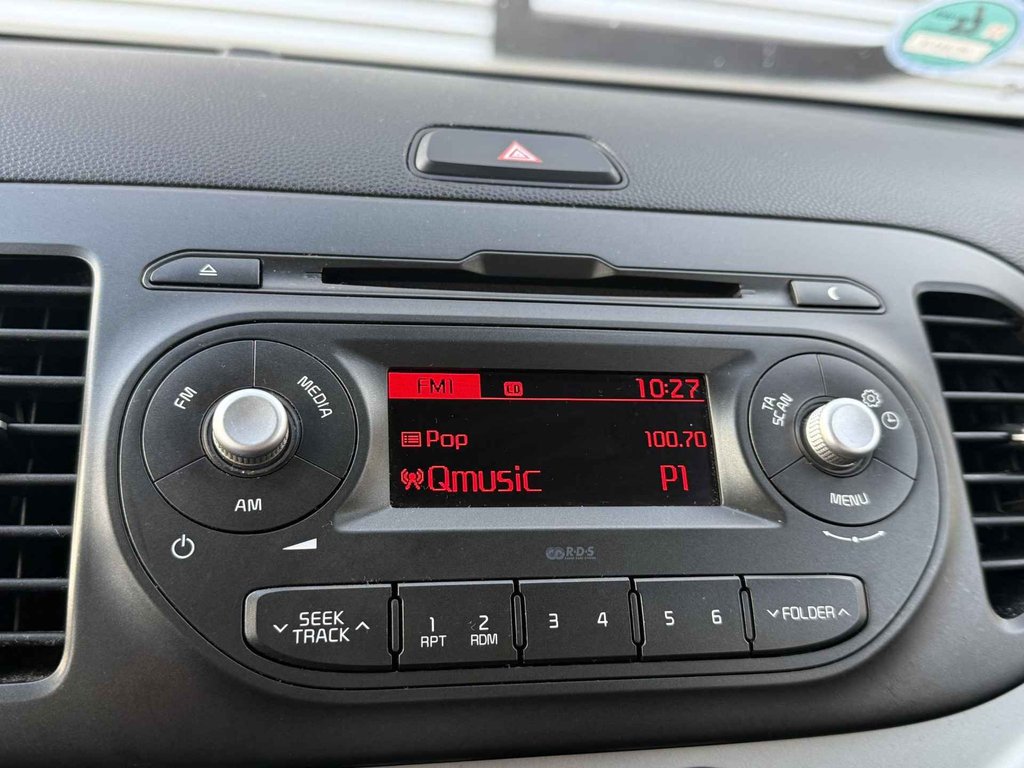 FM1 CD 10:27
Pop 100.70
Qmusic P1
FM
MEDIA
AM
TA
SCAN
MENU
R·D·S
SEEK
TRACK
1 2
RPT RDM
3 4
5 6
FOLDER